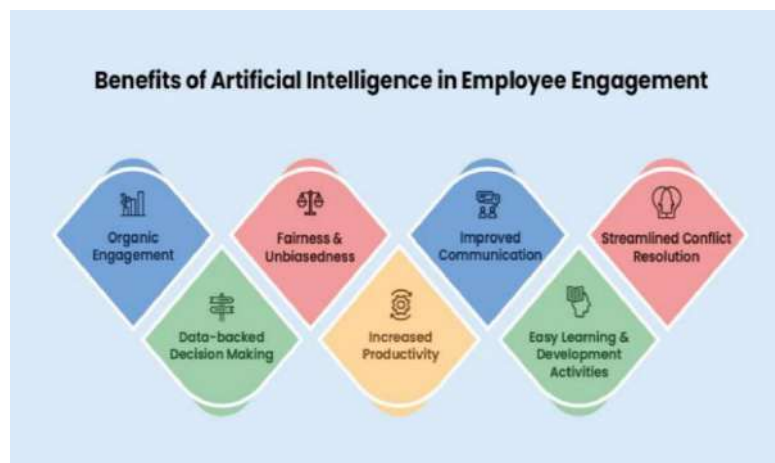 Benefits of Artificial Intelligence in Employee Engagement
Organic
Engagement
Fairness &
Unbiasedness
Improved
Communication
Streamlined Conflict
Resolution
Data-backed
Decision Making
Increased
Productivity
Easy Learning &
Development
Activities